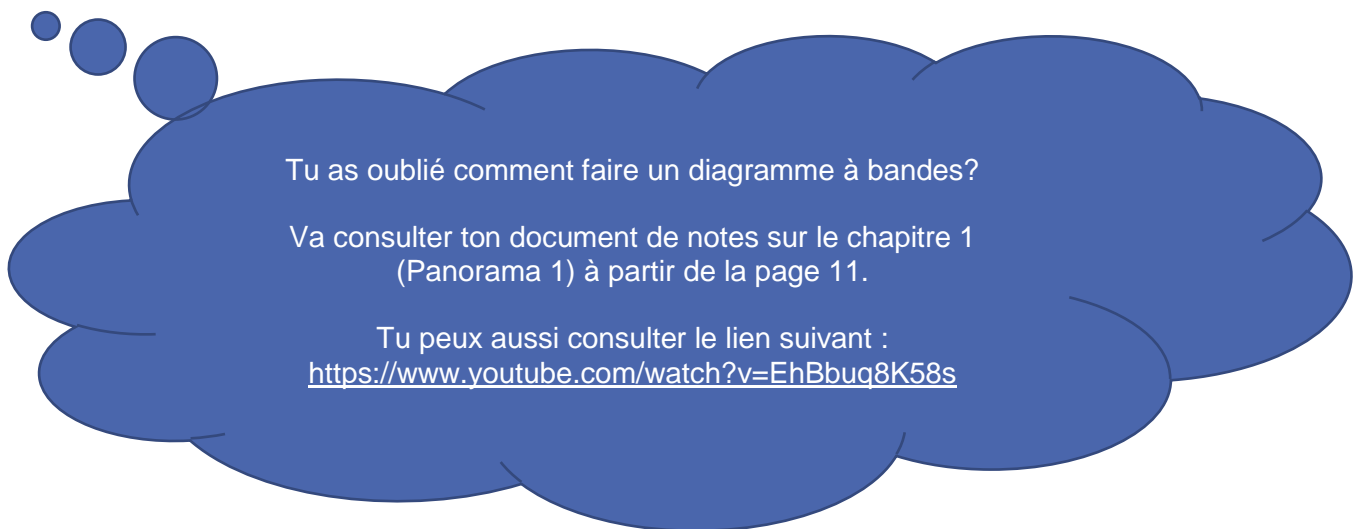 Tu as oublié comment faire un diagramme à bandes?
Va consulter ton document de notes sur le chapitre 1
(Panorama 1) à partir de la page 11.
Tu peux aussi consulter le lien suivant :
https://www.youtube.com/watch?v=EhBbuq8K58s